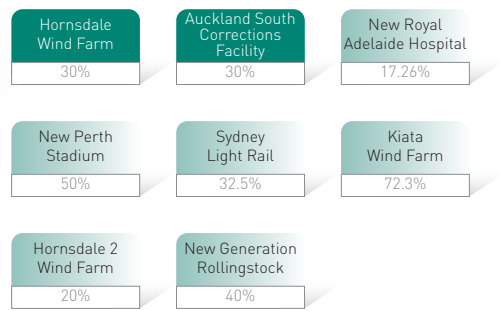 Hornsdale
Wind Farm
30%
Auckland South
Corrections
Facility
30%
New Royal
Adelaide Hospital
17.26%
New Perth
Stadium
50%
Sydney
Light Rail
32.5%
Kiata
Wind Farm
72.3%
Hornsdale 2
Wind Farm
20%
New Generation
Rollingstock
40%